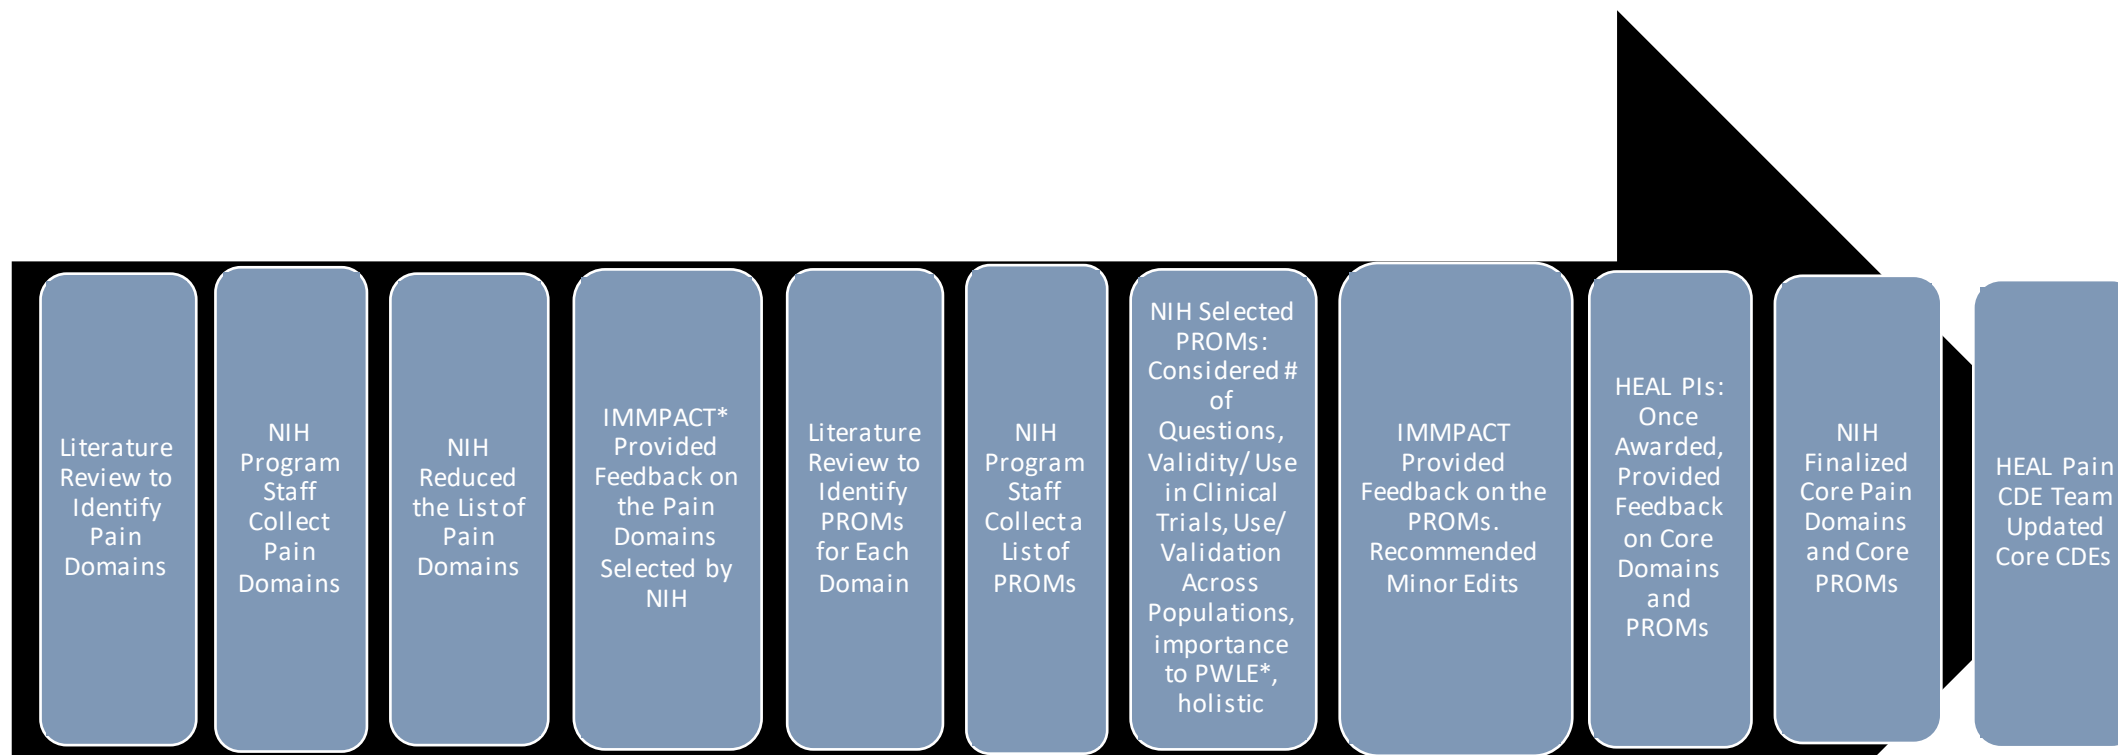 Literature
Review to
Identify
Pain
Domains
NIH
Program
Staff
Collect
Pain
Domains
NIH
Reduced
the List of
Pain
Domains
IMMPACT*
Provided
Feedback on
the Pain
Domains
Selected by
NIH
Literature
Review to
Identify
PROMs
for Each
Domain
NIH
Program
Staff
Collect a
List of
PROMs
NIH Selected
PROMs:
Considered #
of
Questions,
Validity/ Use
in Clinical
Trials, Use/
Validation
Across
Populations,
importance
to PWLE*,
holistic
IMMPACT
Provided
Feedback on the
PROMs.
Recommended
Minor Edits
HEAL PIs:
Once
Awarded,
Provided
Feedback
on Core
Domains
and
PROMs
NIH
Finalized
Core Pain
Domains
and Core
PROMs
HEAL Pain
CDE Team
Updated
Core CDEs